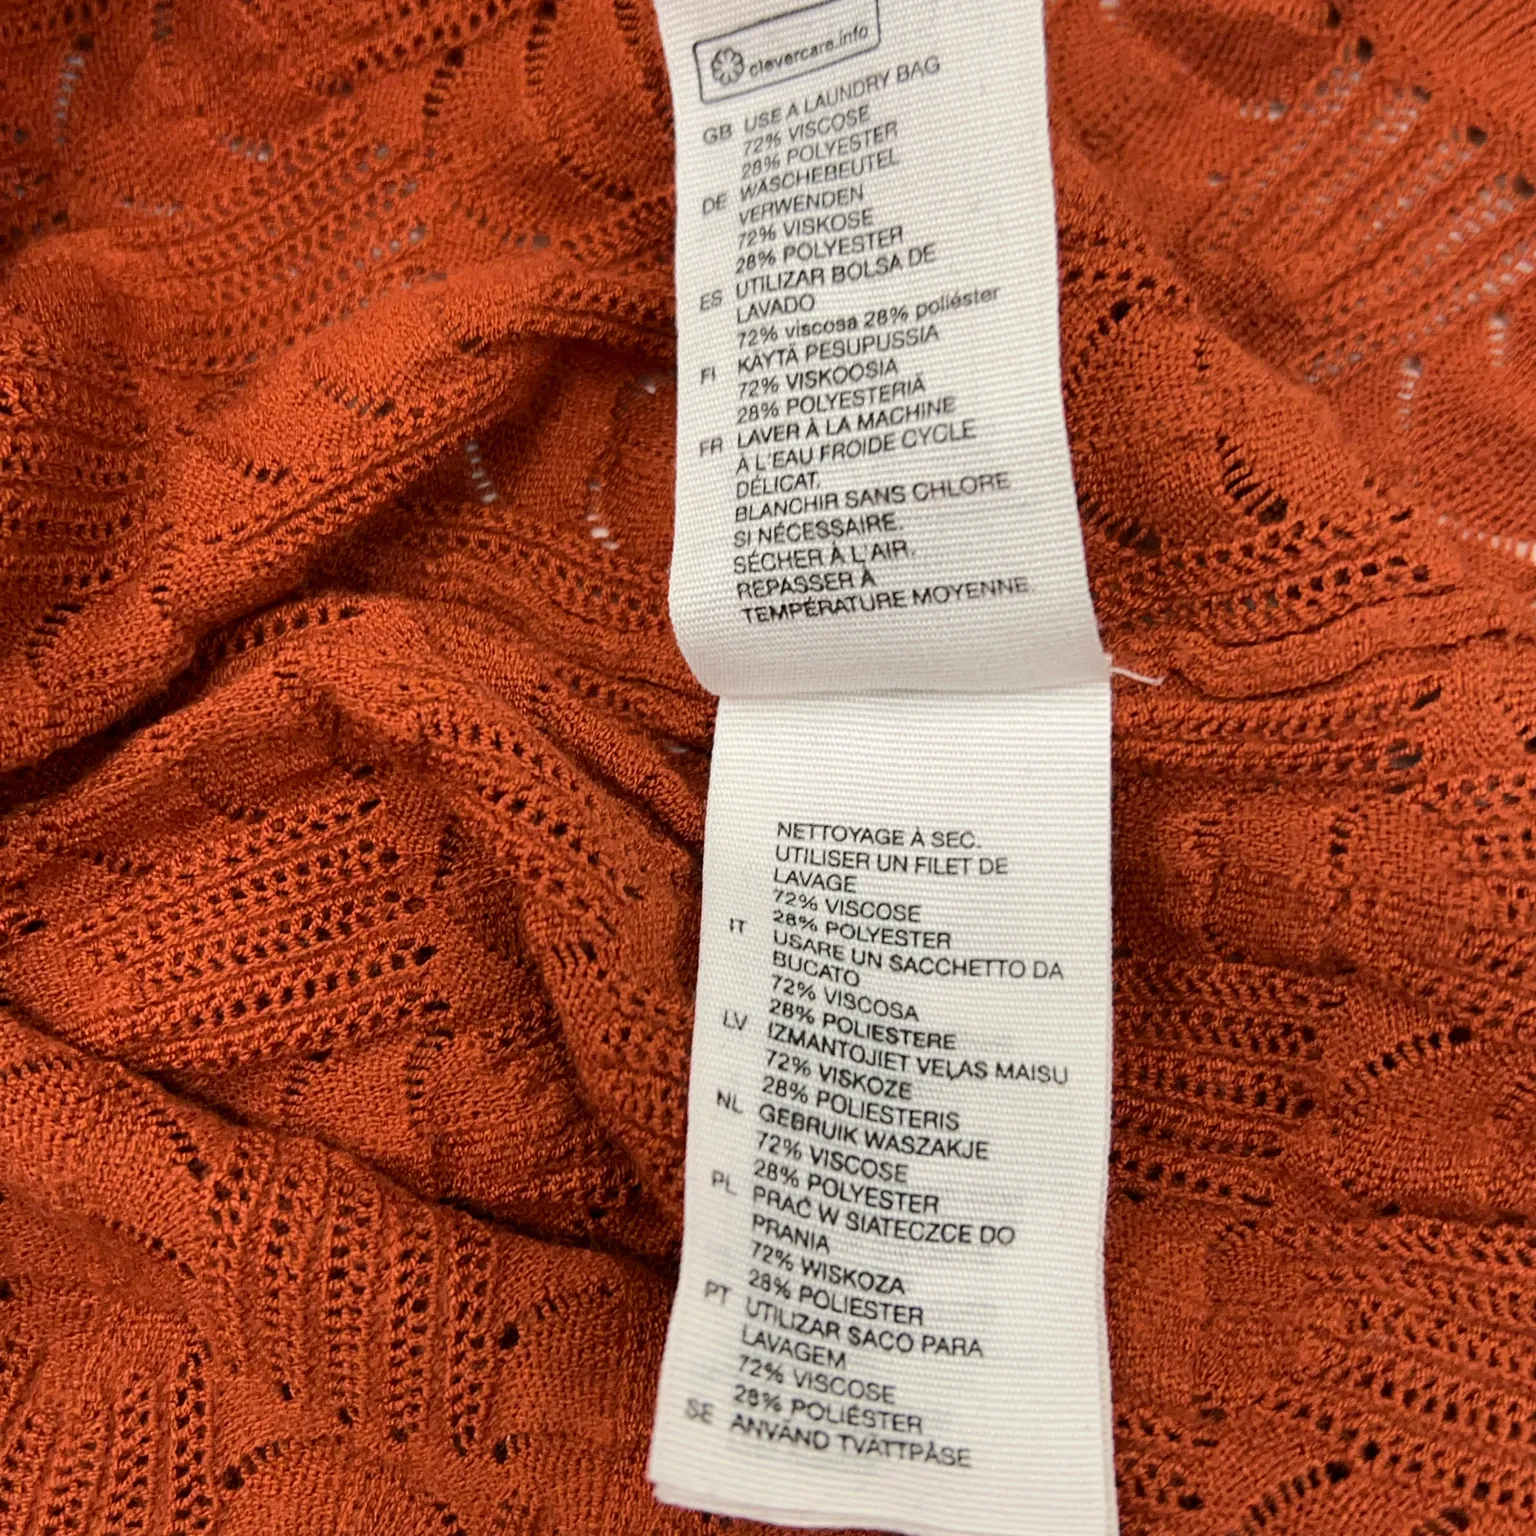 clevercare.info
GB USE A LAUNDRY BAG
72% VISCOSE
28% POLYESTER
DE WÄSCHEBEUTEL
VERWENDEN
72% VISKOSE
28% POLYESTER
ES UTILIZAR BOLSA DE
LAVADO
72% viscosa 28% poliéster
FI KÄYTÄ PESUPUSSIA
72% VISKOOSIA
28% POLYESTERIÄ
FR LAVER À LA MACHINE
À L'EAU FROIDE CYCLE
DÉLICAT.
BLANCHIR SANS CHLORE
SI NÉCESSAIRE.
SÉCHER À L'AIR.
REPASSER À
TEMPÉRATURE MOYENNE
NETTOYAGE À SEC.
UTILISER UN FILET DE
LAVAGE
72% VISCOSE
28% POLYESTER
IT USARE UN SACCHETTO DA
BUCATO
72% VISCOSA
28% POLIESTERE
LV IZMANTOJIET VEĻAS MAISU
72% VISKOZE
28% POLIESTERIS
NL GEBRUIK WASZAKJE
72% VISCOSE
28% POLYESTER
PL PRAĆ W SIATECZCE DO
PRANIA
72% WISKOZA
28% POLIESTER
PT UTILIZAR SACO PARA
LAVAGEM
72% VISCOSE
28% POLIÉSTER
SE ANVÄND TVÄTTPÅSE